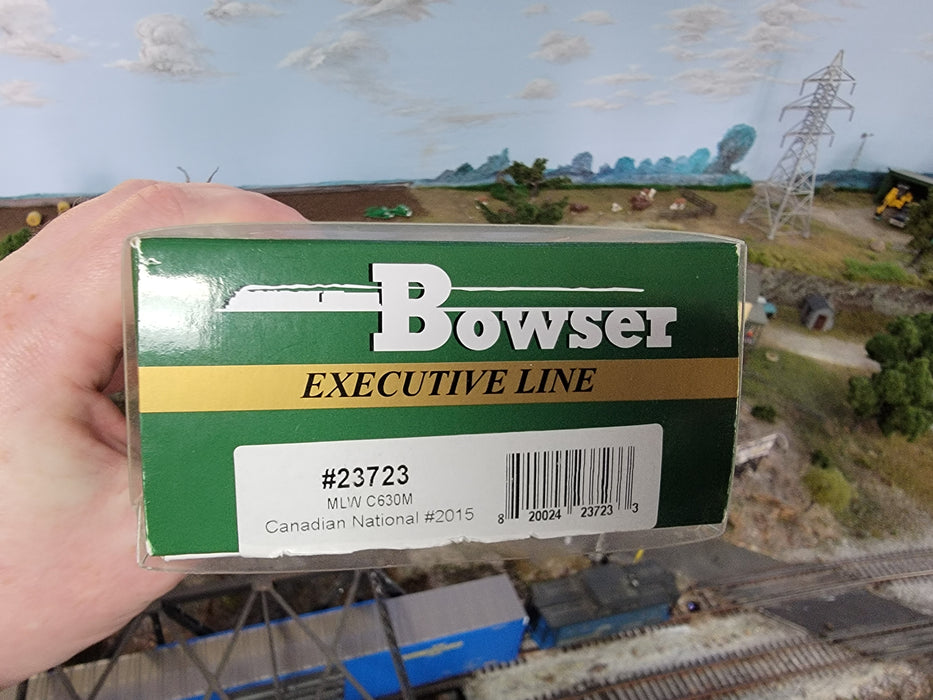 Bowser
EXECUTIVE LINE
#23723
MLW C630M
Canadian National #2015
8 20024 23723 3